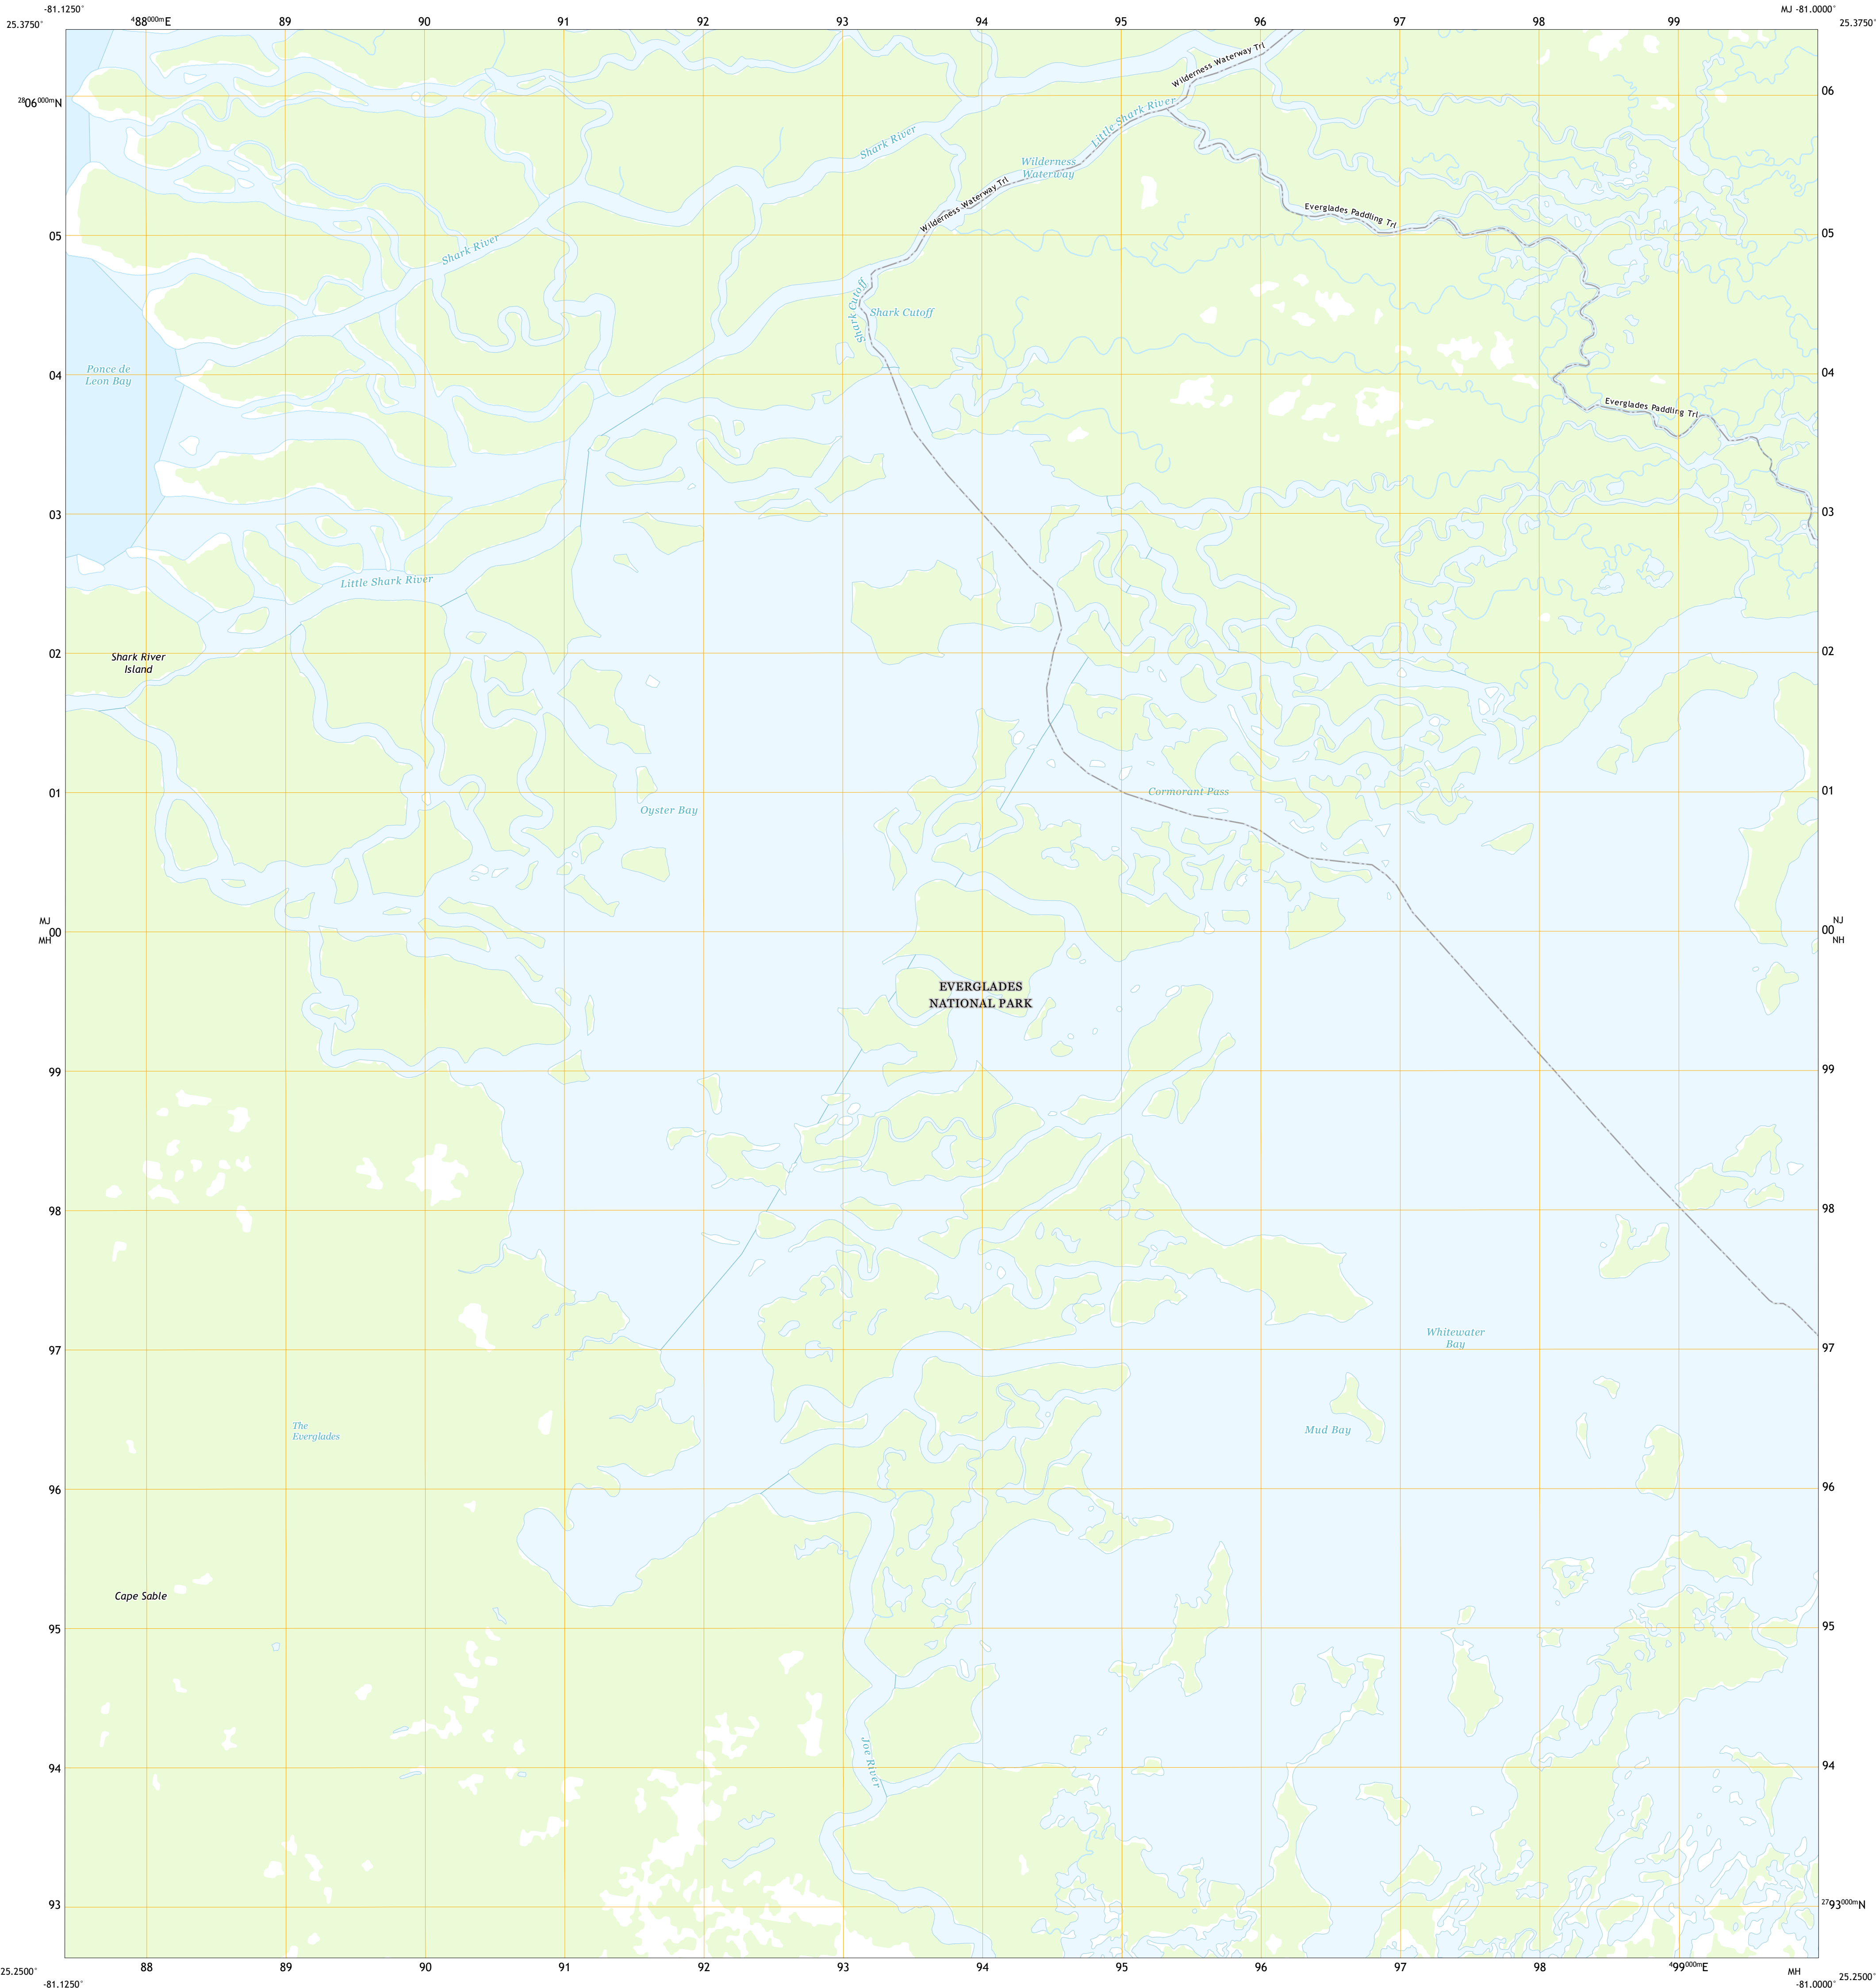 -81.1250°
MJ -81.0000°
25.3750°
⁴88⁰⁰⁰ᵐE
89
90
91
92
93
94
95
96
97
98
99
25.3750°
Wilderness Waterway Trl
²⁸06⁰⁰⁰ᵐN
06
Little Shark River
Shark River
Wilderness
Waterway
Wilderness Waterway Trl
Everglades Paddling Trl
05
05
Shark River
Shark Cutoff
Shark Cutoff
Ponce de
Leon Bay
04
04
Everglades Paddling Trl
03
03
Little Shark River
Shark River
Island
02
02
Cormorant Pass
01
01
Oyster Bay
MJ
MH
00
NJ
00
NH
EVERGLADES
NATIONAL PARK
99
99
98
98
Whitewater
Bay
97
97
The
Everglades
Mud Bay
96
96
Cape Sable
95
95
Joe River
94
94
93
²⁷93⁰⁰⁰ᵐN
25.2500°
88
89
90
91
92
93
94
95
96
97
98
⁴99⁰⁰⁰ᵐE
MH
25.2500°
-81.1250°
-81.0000°